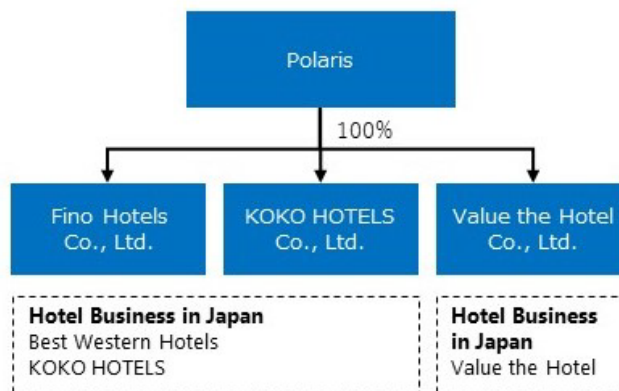 Polaris
100%
Fino Hotels
Co., Ltd.
KOKO HOTELS
Co., Ltd.
Value the Hotel
Co., Ltd.
Hotel Business in Japan
Best Western Hotels
KOKO HOTELS
Hotel Business
in Japan
Value the Hotel